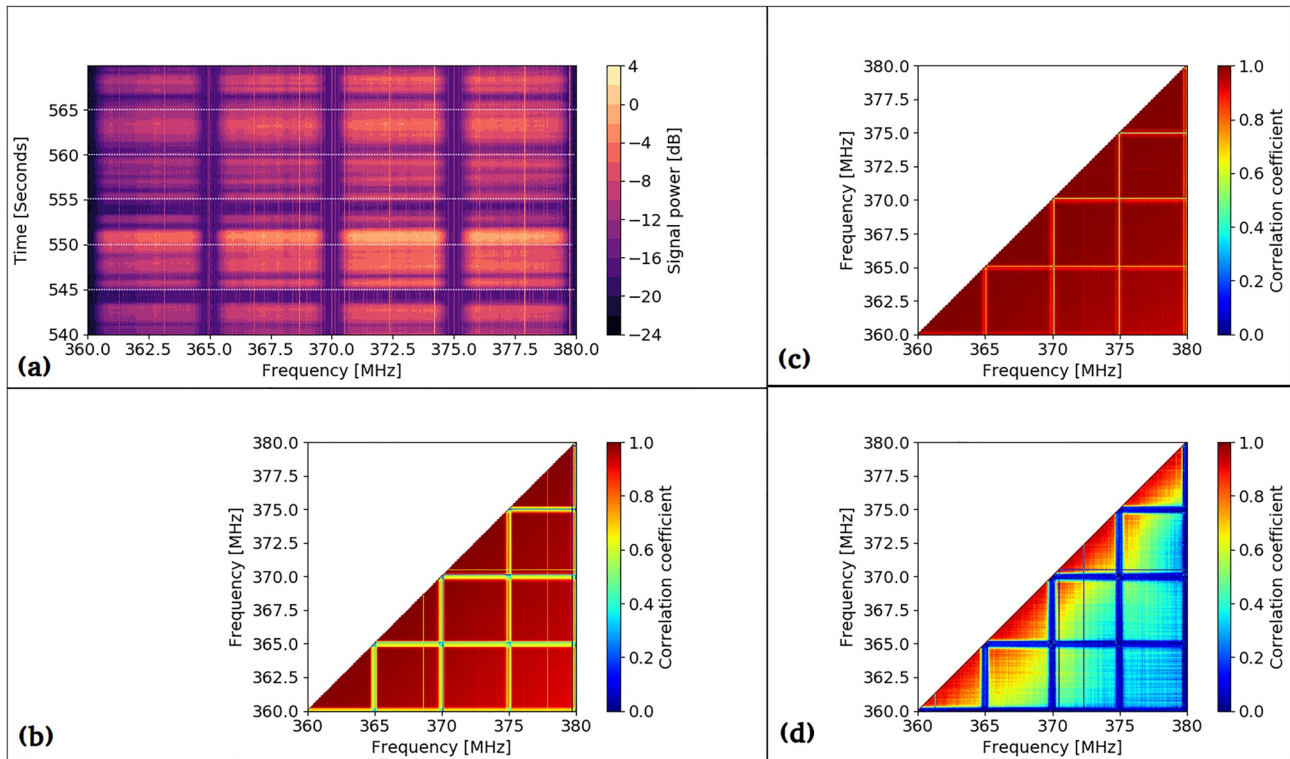 565
560
555
550
545
540
Time [Seconds]
360.0 362.5 365.0 367.5 370.0 372.5 375.0 377.5 380.0
Frequency [MHz]
4
0
−4
−8
−12
−16
−20
−24
Signal power [dB]
(a)
380.0
377.5
375.0
372.5
370.0
367.5
365.0
362.5
360.0
Frequency [MHz]
360 365 370 375 380
Frequency [MHz]
1.0
0.8
0.6
0.4
0.2
0.0
Correlation coefficient
(c)
380.0
377.5
375.0
372.5
370.0
367.5
365.0
362.5
360.0
Frequency [MHz]
360 365 370 375 380
Frequency [MHz]
1.0
0.8
0.6
0.4
0.2
0.0
Correlation coefficient
(b)
380.0
377.5
375.0
372.5
370.0
367.5
365.0
362.5
360.0
Frequency [MHz]
360 365 370 375 380
Frequency [MHz]
1.0
0.8
0.6
0.4
0.2
0.0
Correlation coefficient
(d)